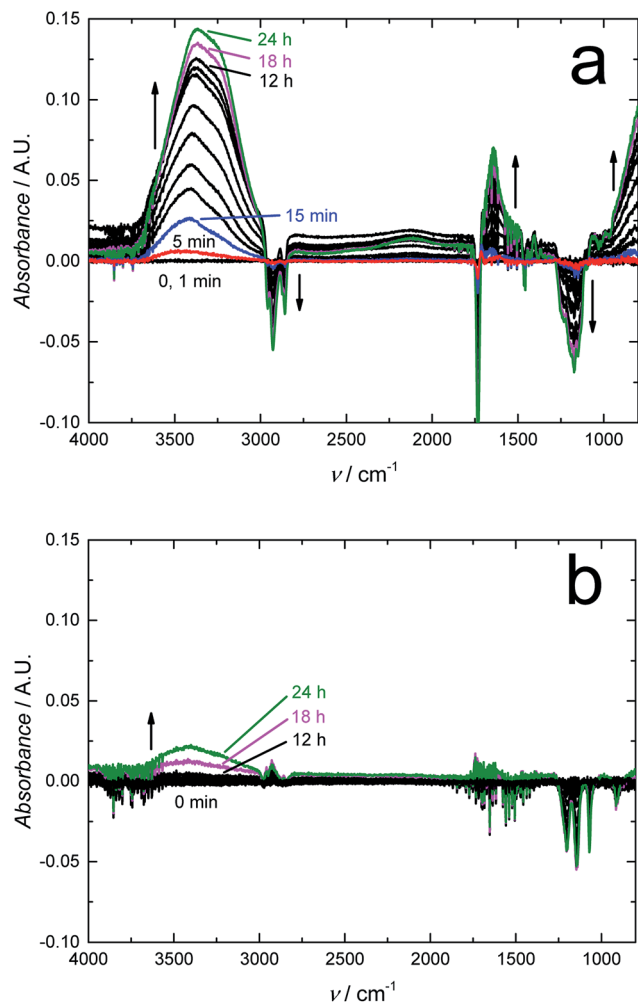 a
24 h
18 h
12 h
15 min
5 min
0, 1 min
0.15
0.10
0.05
0.00
-0.05
-0.10
Absorbance / A.U.
4000 3500 3000 2500 2000 1500 1000
ν / cm-1
b
24 h
18 h
12 h
0 min
0.15
0.10
0.05
0.00
-0.05
-0.10
Absorbance / A.U.
4000 3500 3000 2500 2000 1500 1000
ν / cm-1